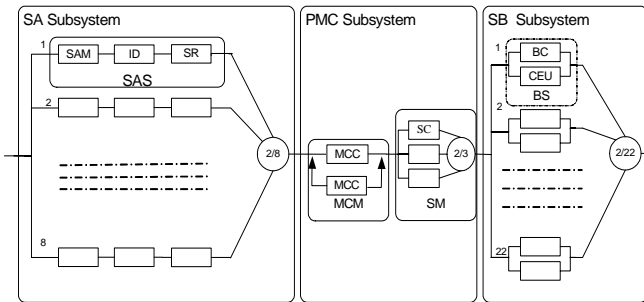 SA Subsystem
PMC Subsystem
SB Subsystem
1
SAM
ID
SR
SAS
2
8
2/8
MCC
MCC
MCM
SC
2/3
SM
1
BC
CEU
BS
2
22
2/22